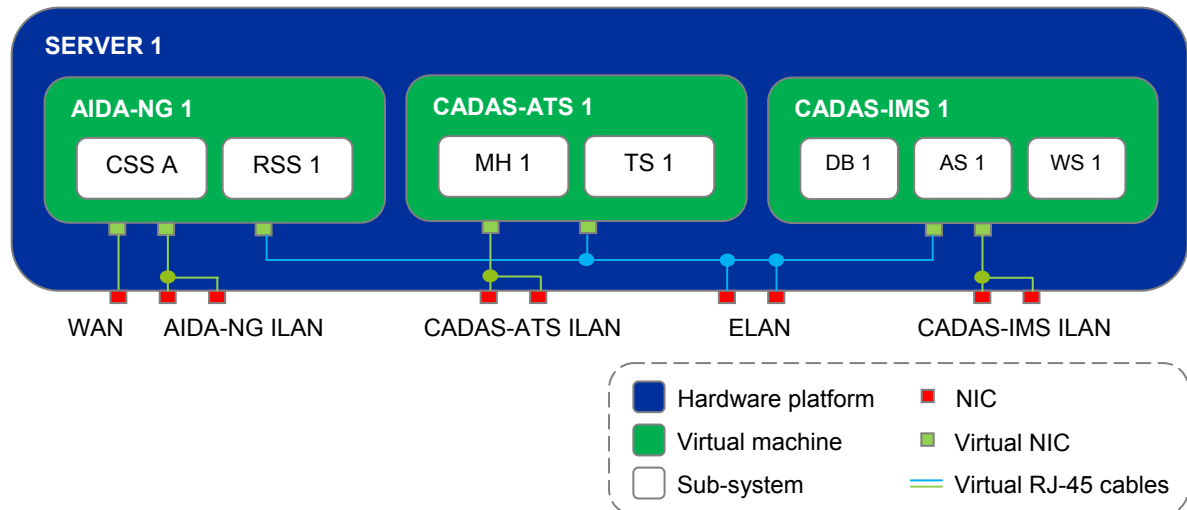 SERVER 1
AIDA-NG 1
CADAS-ATS 1
CADAS-IMS 1
CSS A
RSS 1
MH 1
TS 1
DB 1
AS 1
WS 1
WAN
AIDA-NG ILAN
CADAS-ATS ILAN
ELAN
CADAS-IMS ILAN
Hardware platform
NIC
Virtual machine
Virtual NIC
Sub-system
Virtual RJ-45 cables